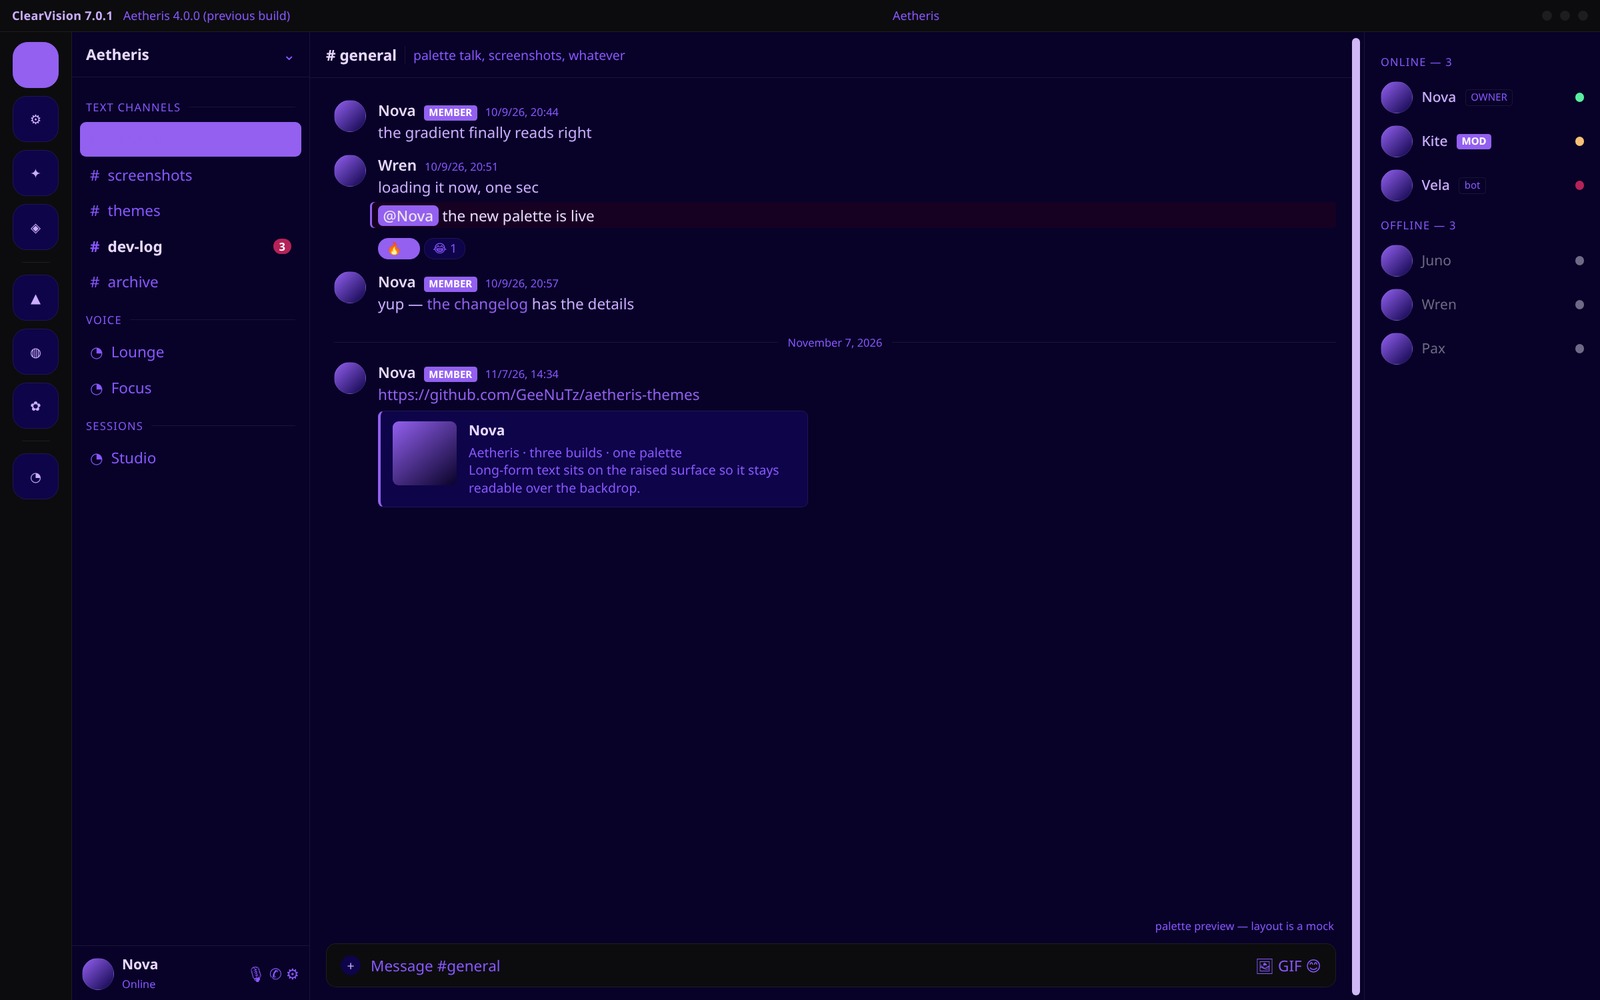 ClearVision 7.0.1 Aetheris 4.0.0 (previous build)
Aetheris
Aetheris
TEXT CHANNELS
# screenshots
# themes
# dev-log 3
# archive
VOICE
Lounge
Focus
SESSIONS
Studio
Nova
Online
# general palette talk, screenshots, whatever
Nova MEMBER 10/9/26, 20:44
the gradient finally reads right
Wren 10/9/26, 20:51
loading it now, one sec
@Nova the new palette is live
🔥 😂 1
Nova MEMBER 10/9/26, 20:57
yup — the changelog has the details
November 7, 2026
Nova MEMBER 11/7/26, 14:34
https://github.com/GeeNuTz/aetheris-themes
Nova
Aetheris · three builds · one palette
Long-form text sits on the raised surface so it stays
readable over the backdrop.
palette preview — layout is a mock
+ Message #general GIF
ONLINE — 3
Nova OWNER
Kite MOD
Vela bot
OFFLINE — 3
Juno
Wren
Pax